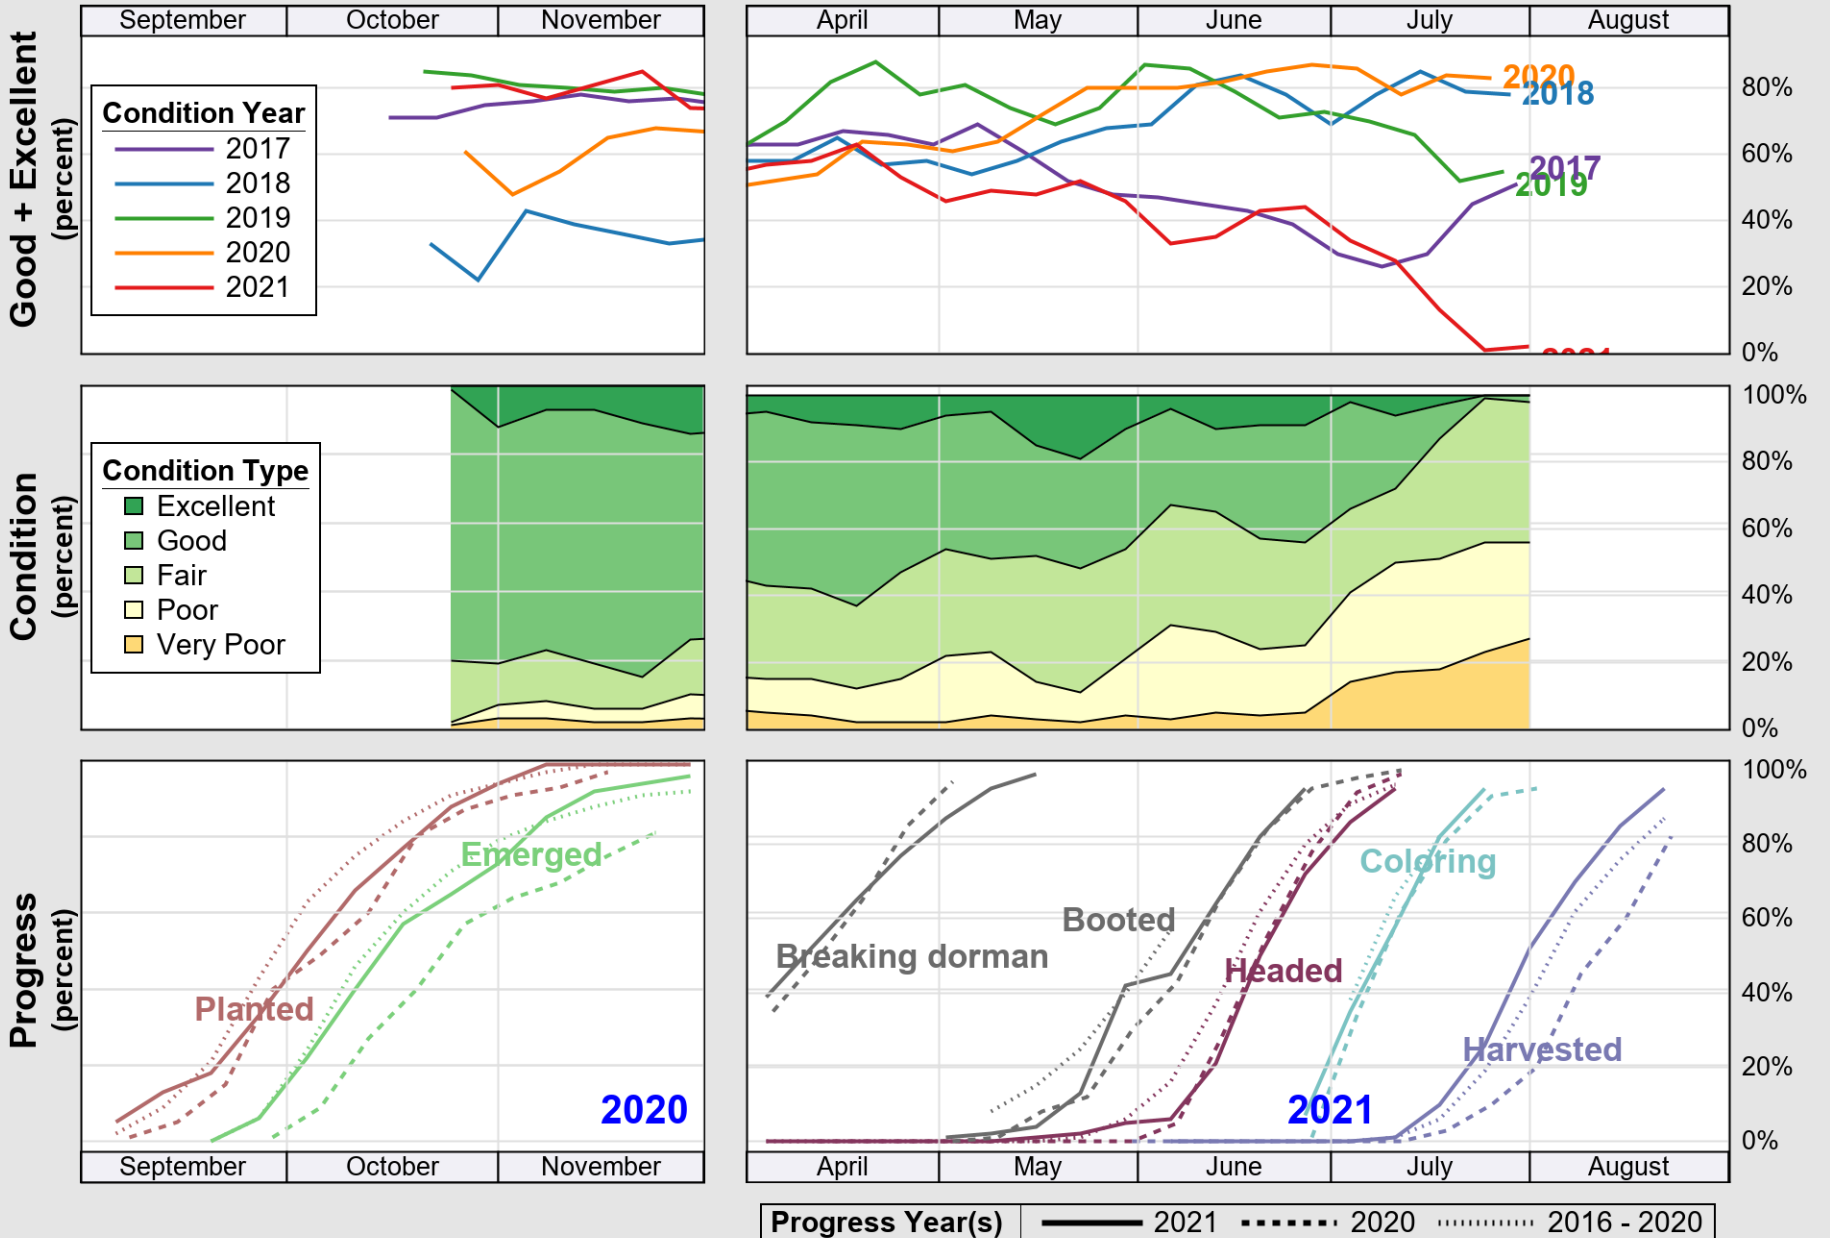 September October November April May June July August
Good + Excellent
(percent)
Condition Year
2017
2018
2019
2020
2021
80%
60%
40%
20%
0%
2020
2018
2017
2019
Condition
(percent)
Condition Type
Excellent
Good
Fair
Poor
Very Poor
100%
80%
60%
40%
20%
0%
Progress
(percent)
Planted
Emerged
2020
Breaking dorman
Booted
Headed
Coloring
Harvested
2021
100%
80%
60%
40%
20%
0%
September October November April May June July August
Progress Year(s) 2021 2020 2016 - 2020